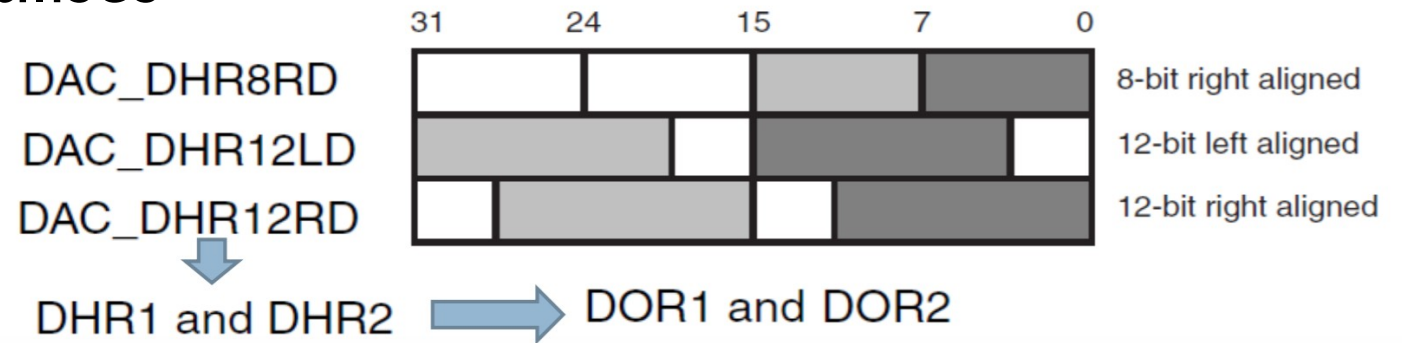 31 24 15 7 0
DAC_DHR8RD 8-bit right aligned
DAC_DHR12LD 12-bit left aligned
DAC_DHR12RD 12-bit right aligned
DHR1 and DHR2 DOR1 and DOR2